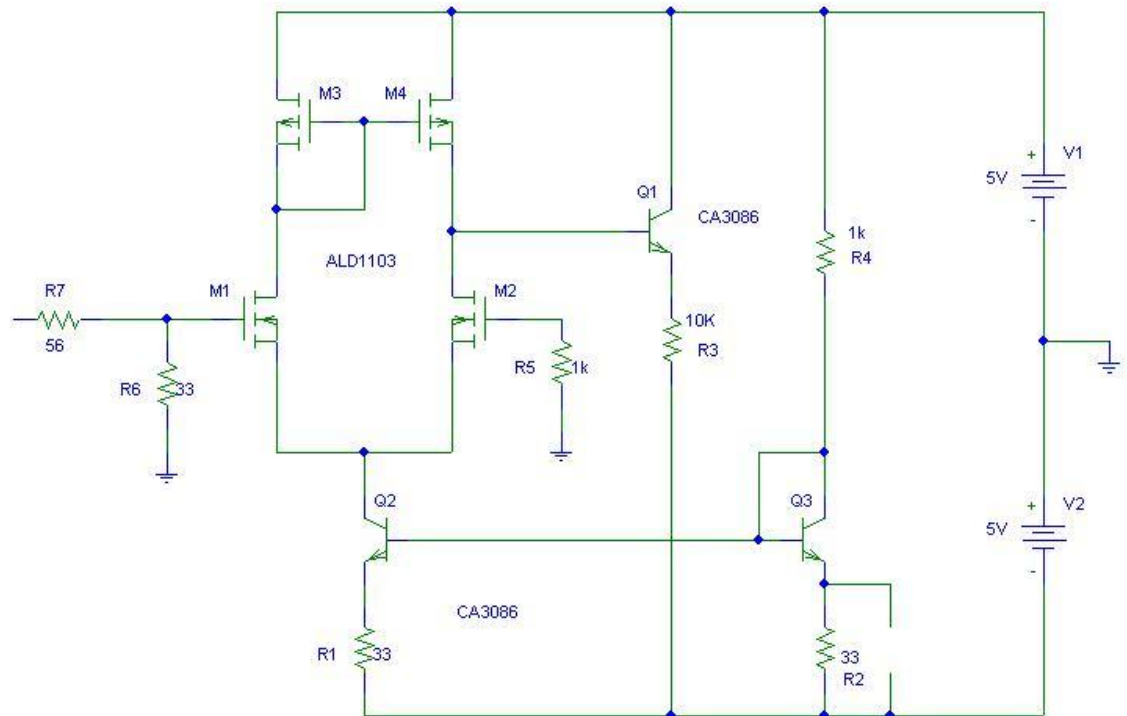 M3
M4
V1
+
5V
-
Q1
CA3086
1k
R4
ALD1103
R7
56
M1
M2
10K
R3
R6
33
R5
1k
Q2
Q3
V2
+
5V
-
CA3086
R1
33
33
R2